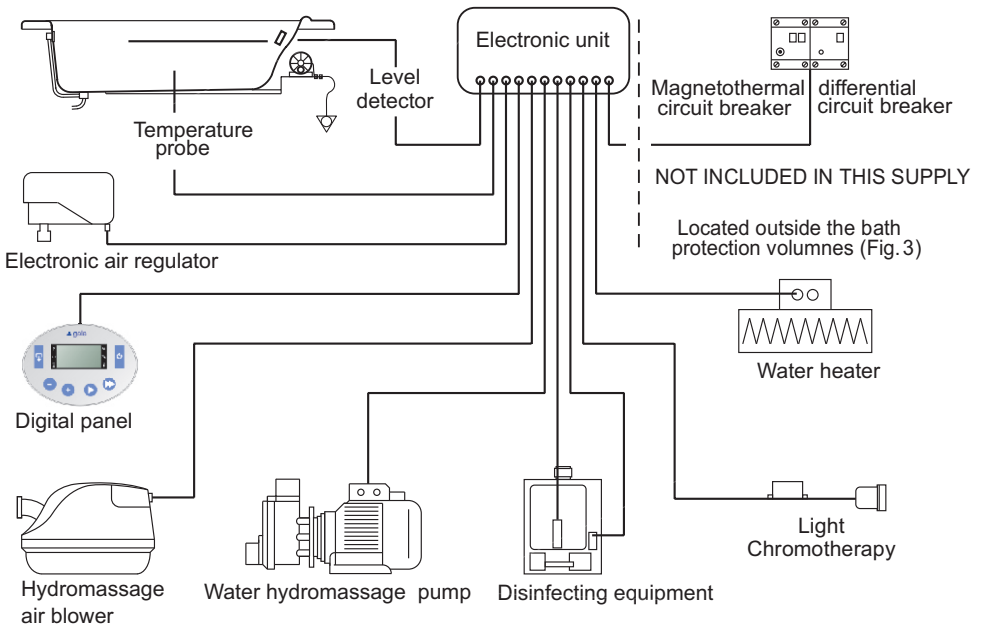 Electronic unit
Level
detector
Magnetothermal
circuit breaker
differential
circuit breaker
Temperature
probe
NOT INCLUDED IN THIS SUPPLY
Located outside the bath
protection volumnes (Fig. 3)
Electronic air regulator
Water heater
Digital panel
Light
Chromotherapy
Hydromassage
air blower
Water hydromassage pump
Disinfecting equipment